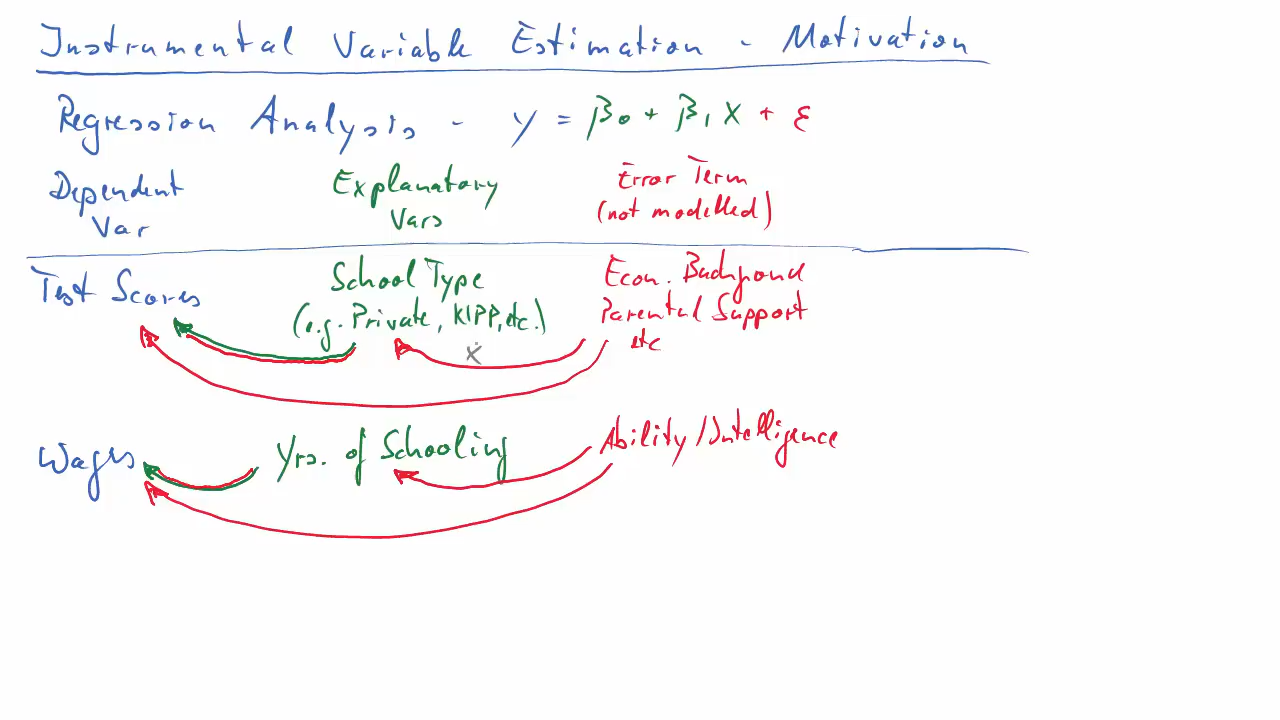 Instrumental Variable Estimation - Motivation
Regression Analysis - y = β₀ + β₁ X + ε
Dependent Var
Explanatory Vars
Error Term (not modelled)
Test Scores
School Type
(e.g. Private, KIPP, etc.)
Econ. Background
Parental Support
etc
X
Wages
Yrs. of Schooling
Ability/Intelligence